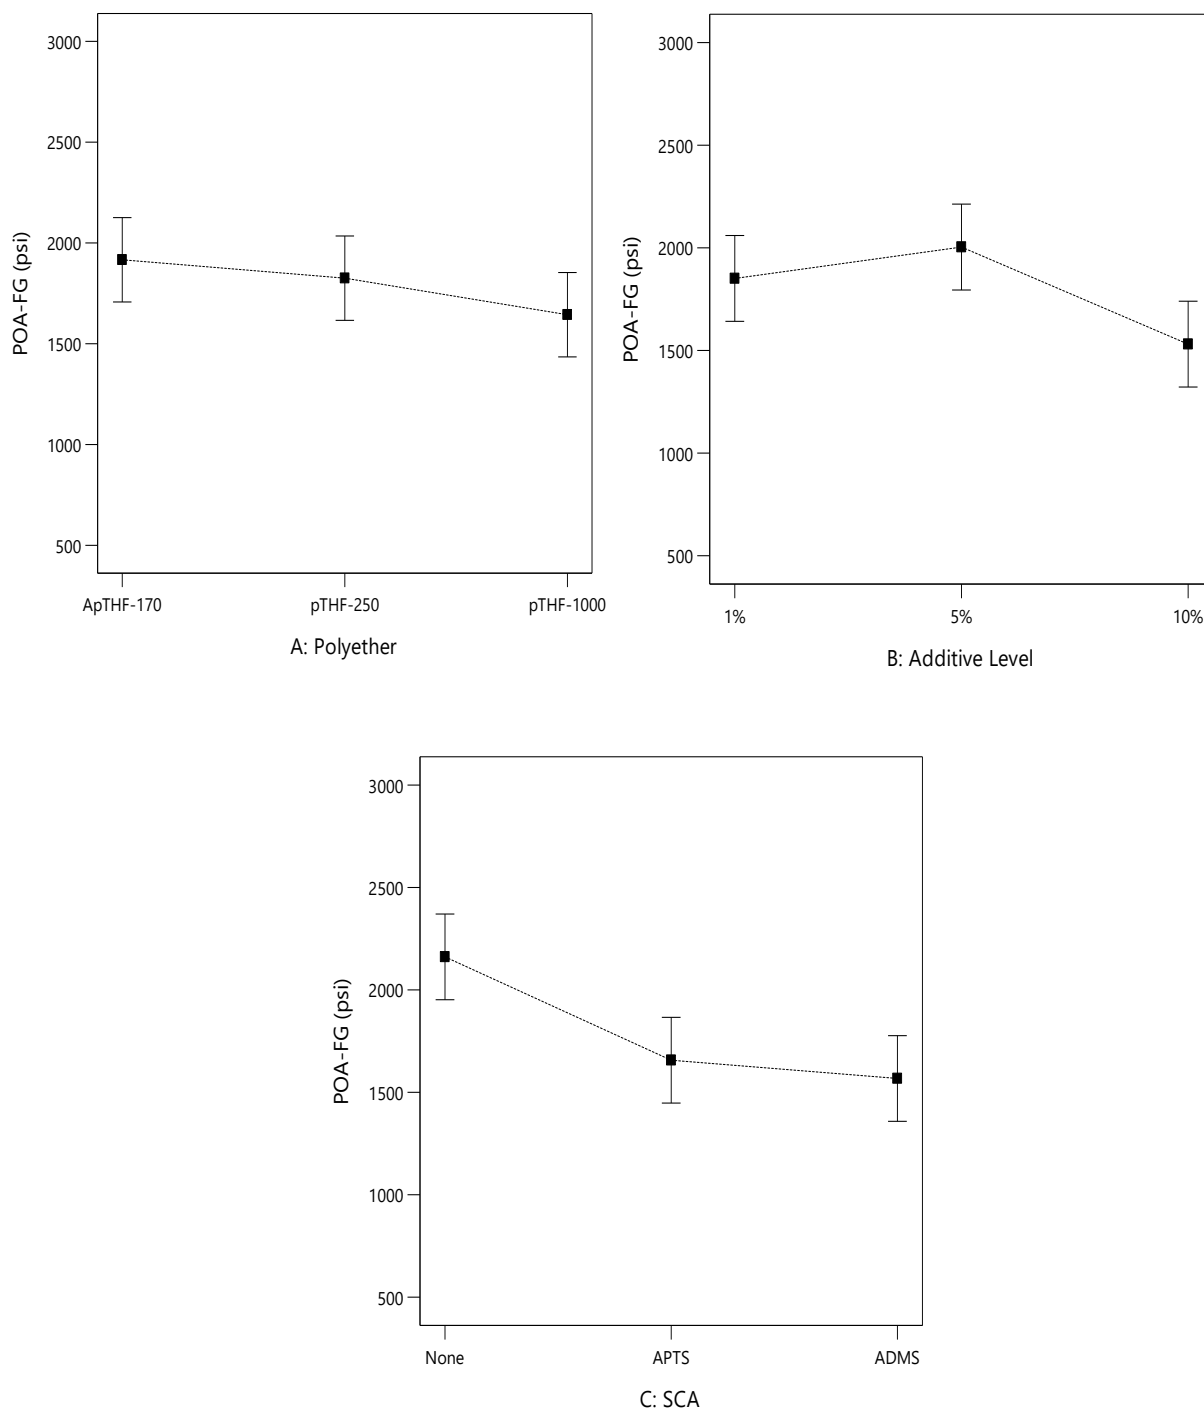 3000
2500
2000
1500
1000
500
POA-FG (psi)
ApTHF-170 pTHF-250 pTHF-1000
A: Polyether
3000
2500
2000
1500
1000
500
POA-FG (psi)
1% 5% 10%
B: Additive Level
3000
2500
2000
1500
1000
500
POA-FG (psi)
None APTS ADMS
C: SCA